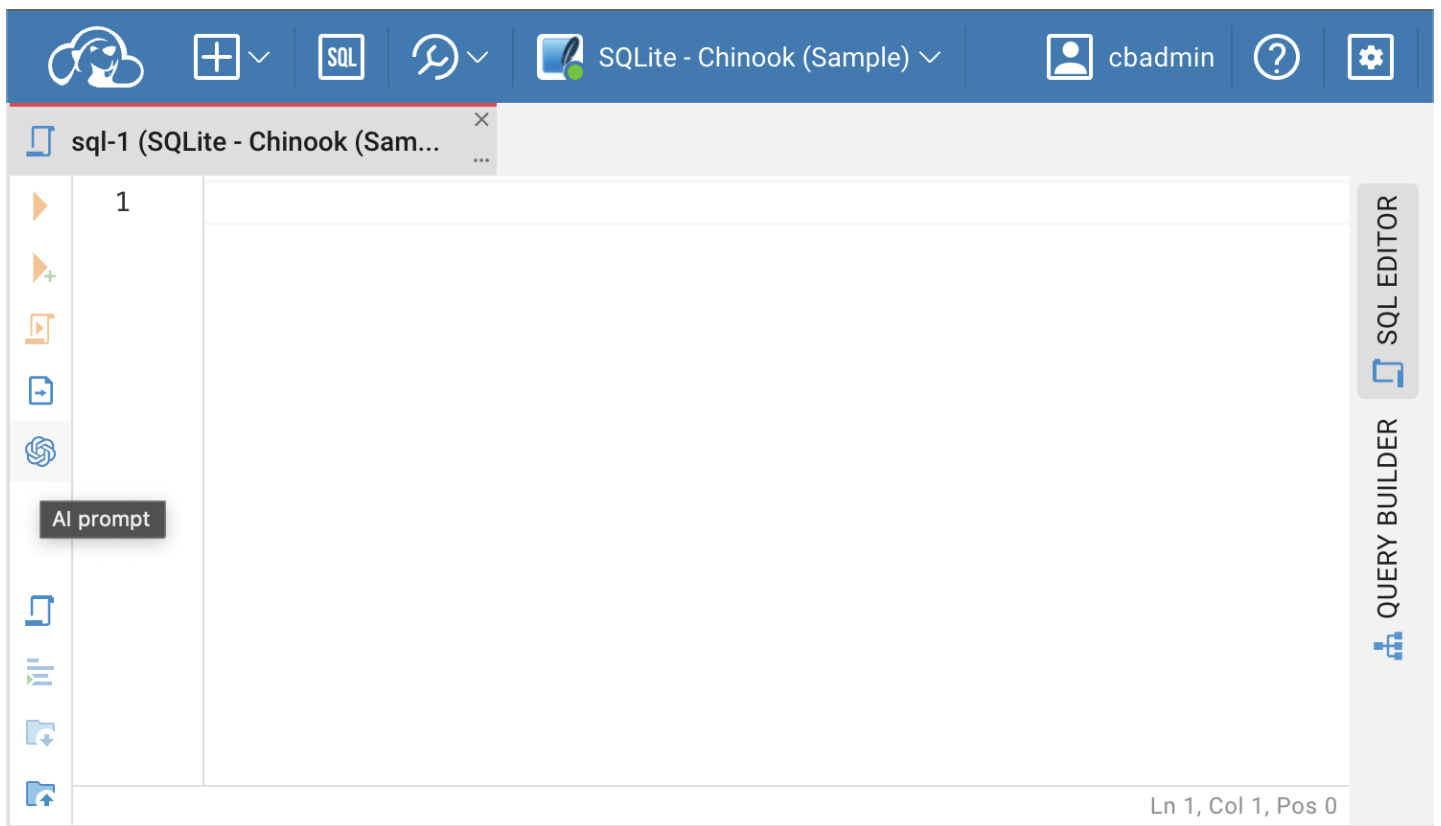 SQL
SQLite - Chinook (Sample)
cbadmin
?
sql-1 (SQLite - Chinook (Sam...
1
AI prompt
SQL EDITOR
QUERY BUILDER
Ln 1, Col 1, Pos 0